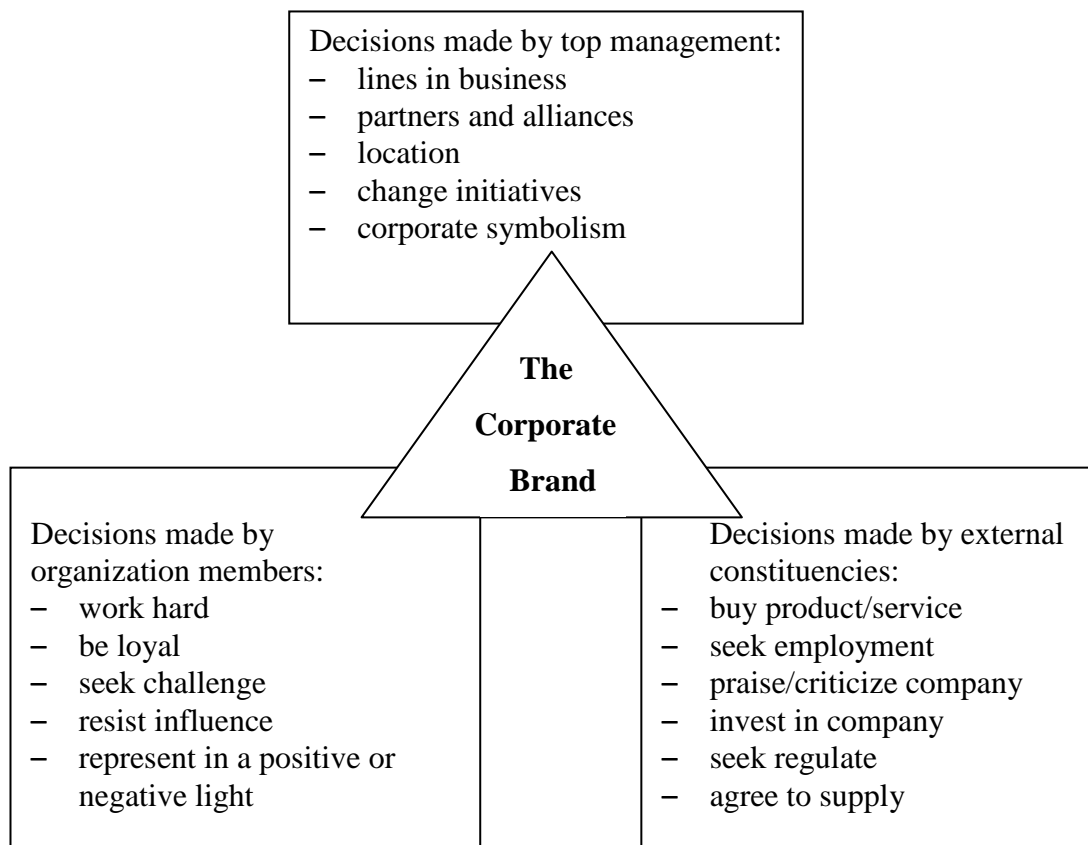 Decisions made by top management:
– lines in business
– partners and alliances
– location
– change initiatives
– corporate symbolism
The
Corporate
Brand
Decisions made by
organization members:
– work hard
– be loyal
– seek challenge
– resist influence
– represent in a positive or
negative light
Decisions made by external
constituencies:
– buy product/service
– seek employment
– praise/criticize company
– invest in company
– seek regulate
– agree to supply